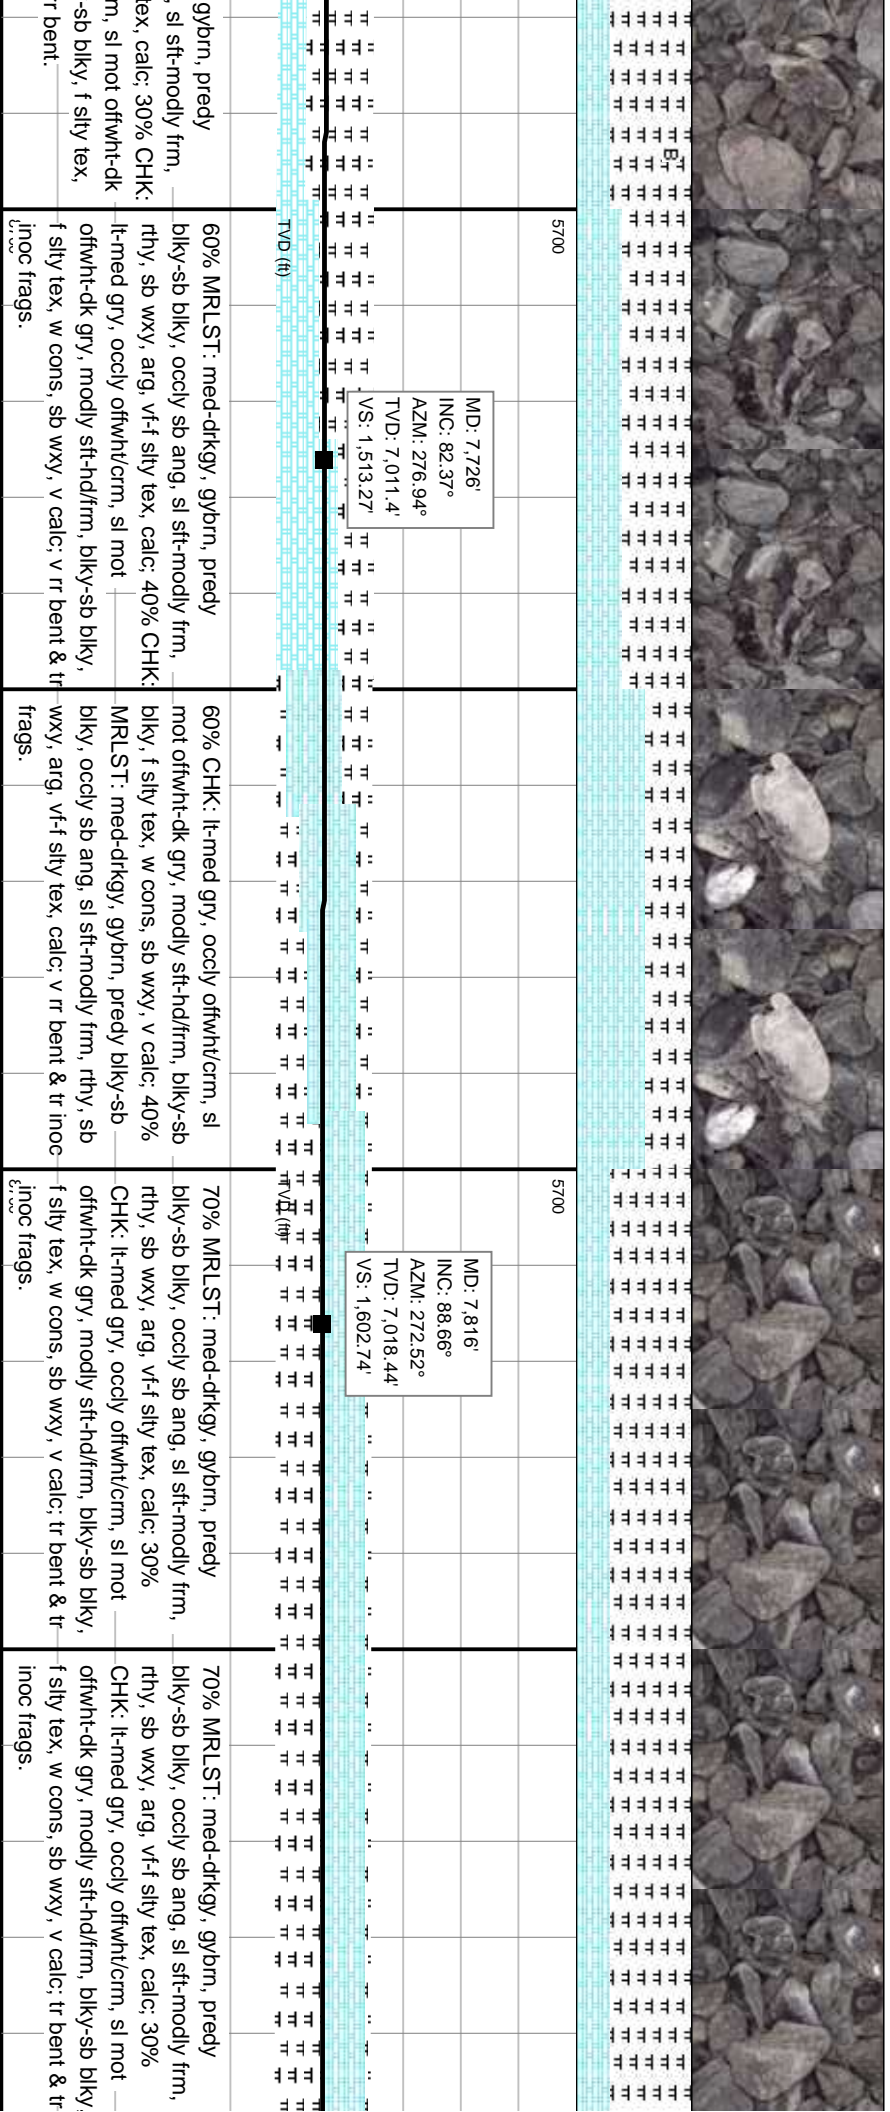 gybrn, predy
, sl sft-modly frm,
tex, calc; 30% CHK:
m, sl mot offwht-dk
-sb blky, f slty tex,
rr bent.
B
TVD (ft)
5700
60% MRLST: med-drkgy, gybrn, predy
blky-sb blky, occly sb ang, sl sft-modly frm,
rthy, sb wxy, arg, vf-f slty tex, calc; 40% CHK:
lt-med gry, occly offwht/crm, sl mot
offwht-dk gry, modly sft-hd/frm, blky-sb blky,
f slty tex, w cons, sb wxy, v calc; v rr bent & tr
inoc frags.
MD: 7,726'
INC: 82.37°
AZM: 276.94°
TVD: 7,011.4'
VS: 1,513.27'
60% CHK: lt-med gry, occly offwht/crm, sl
mot offwht-dk gry, modly sft-hd/frm, blky-sb
blky, f slty tex, w cons, sb wxy, v calc; 40%
MRLST: med-drkgy, gybrn, predy blky-sb
blky, occly sb ang, sl sft-modly frm, rthy, sb
wxy, arg, vf-f slty tex, calc; v rr bent & tr inoc
frags.
5700
TVD (ft)
MD: 7,816'
INC: 88.66°
AZM: 272.52°
TVD: 7,018.44'
VS: 1,602.74'
70% MRLST: med-drkgy, gybrn, predy
blky-sb blky, occly sb ang, sl sft-modly frm,
rthy, sb wxy, arg, vf-f slty tex, calc; 30%
CHK: lt-med gry, occly offwht/crm, sl mot
offwht-dk gry, modly sft-hd/frm, blky-sb blky,
f slty tex, w cons, sb wxy, v calc; tr bent & tr
inoc frags.
70% MRLST: med-drkgy, gybrn, predy
blky-sb blky, occly sb ang, sl sft-modly frm,
rthy, sb wxy, arg, vf-f slty tex, calc; 30%
CHK: lt-med gry, occly offwht/crm, sl mot
offwht-dk gry, modly sft-hd/frm, blky-sb blky,
f slty tex, w cons, sb wxy, v calc; tr bent & tr
inoc frags.